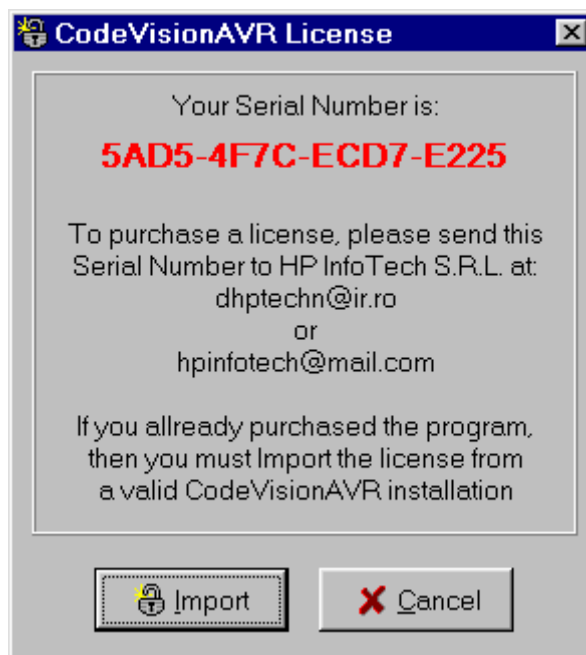 CodeVisionAVR License
Your Serial Number is:
5AD5-4F7C-ECD7-E225
To purchase a license, please send this
Serial Number to HP InfoTech S.R.L. at:
dhptechn@ir.ro
or
hpinfotech@mail.com
If you allready purchased the program,
then you must Import the license from
a valid CodeVisionAVR installation
Import
Cancel